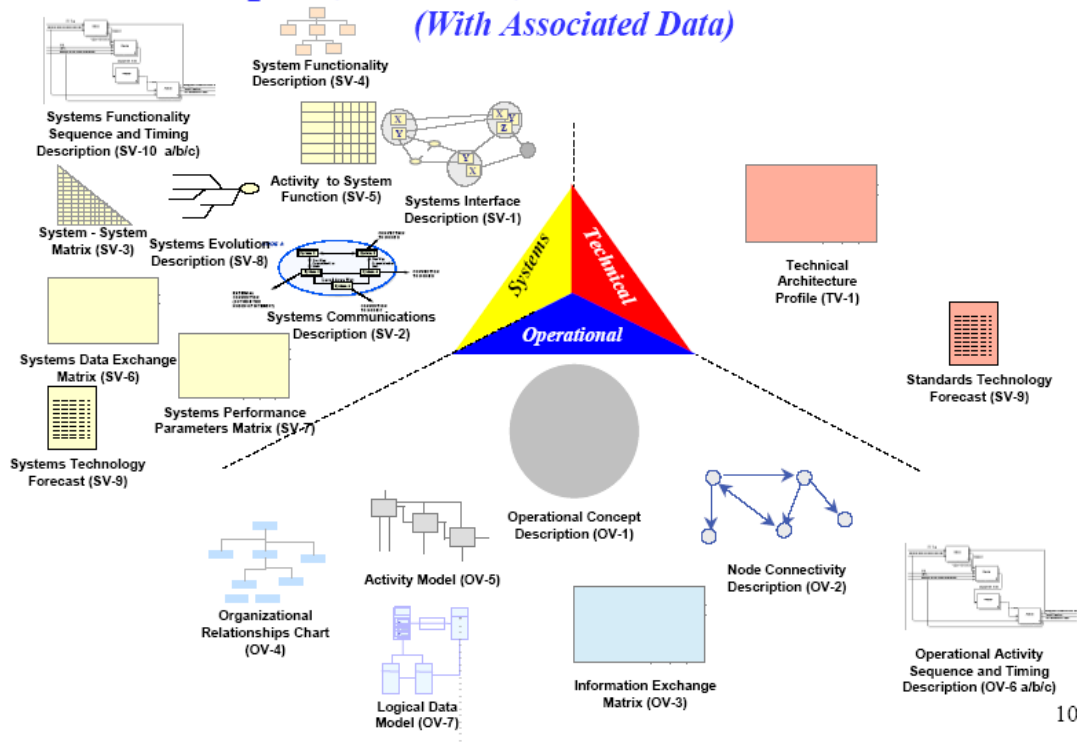 (With Associated Data)
System Functionality
Description (SV-4)
Systems Functionality
Sequence and Timing
Description (SV-10 a/b/c)
Activity to System
Function (SV-5)
X
Y
X
Y
Z
Y
X
Systems Interface
Description (SV-1)
System - System
Matrix (SV-3)
Systems Evolution
Description (SV-8)
Systems Communications
Description (SV-2)
Systems Data Exchange
Matrix (SV-6)
Systems Performance
Parameters Matrix (SV-7)
Systems Technology
Forecast (SV-9)
Systems
Technical
Operational
Technical
Architecture
Profile (TV-1)
Standards Technology
Forecast (SV-9)
Operational Concept
Description (OV-1)
Activity Model (OV-5)
Node Connectivity
Description (OV-2)
Organizational
Relationships Chart
(OV-4)
Logical Data
Model (OV-7)
Information Exchange
Matrix (OV-3)
Operational Activity
Sequence and Timing
Description (OV-6 a/b/c)
10